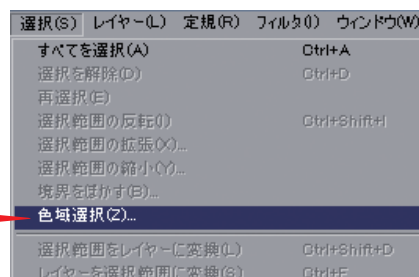 選択(S) レイヤー(L) 定規(R) フィルタ(I) ウィンドウ(W)
すべてを選択(A) Ctrl+A
選択を解除(D) Ctrl+D
再選択(E)
選択範囲の反転(I) Ctrl+Shift+I
選択範囲の拡張(X)...
選択範囲の縮小(Y)...
境界をぼかす(B)...
色域選択(Z)...
選択範囲をレイヤーに変換(L) Ctrl+Shift+D
レイヤーを選択範囲に変換(S) Ctrl+F